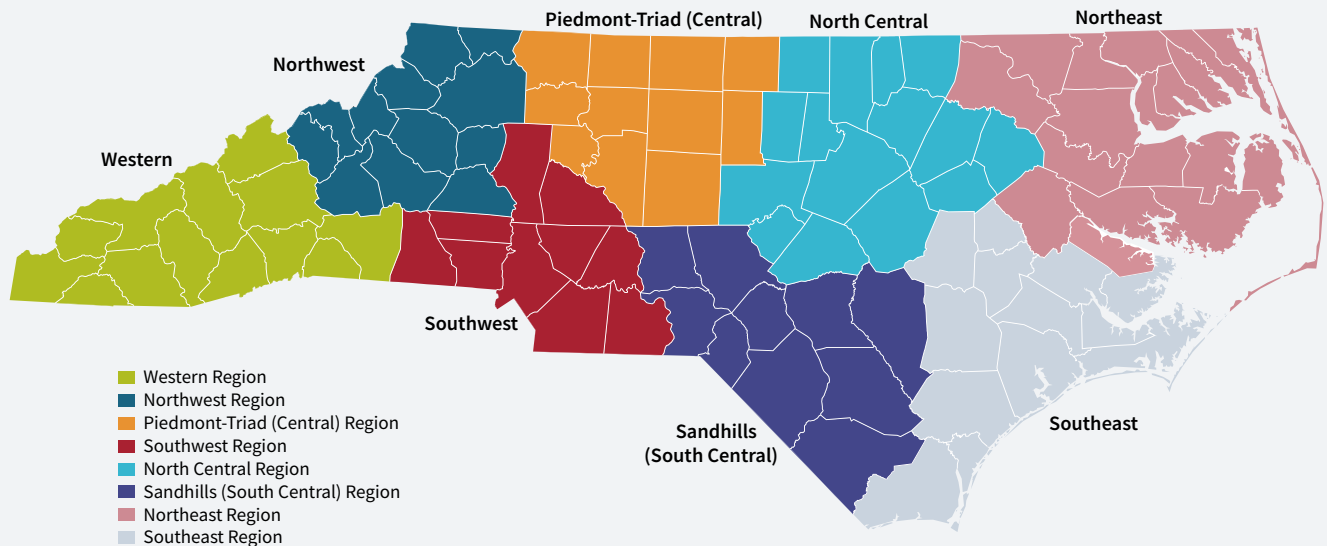 Piedmont-Triad (Central)
North Central
Northeast
Northwest
Western
Southwest
Sandhills
(South Central)
Southeast
Western Region
Northwest Region
Piedmont-Triad (Central) Region
Southwest Region
North Central Region
Sandhills (South Central) Region
Northeast Region
Southeast Region